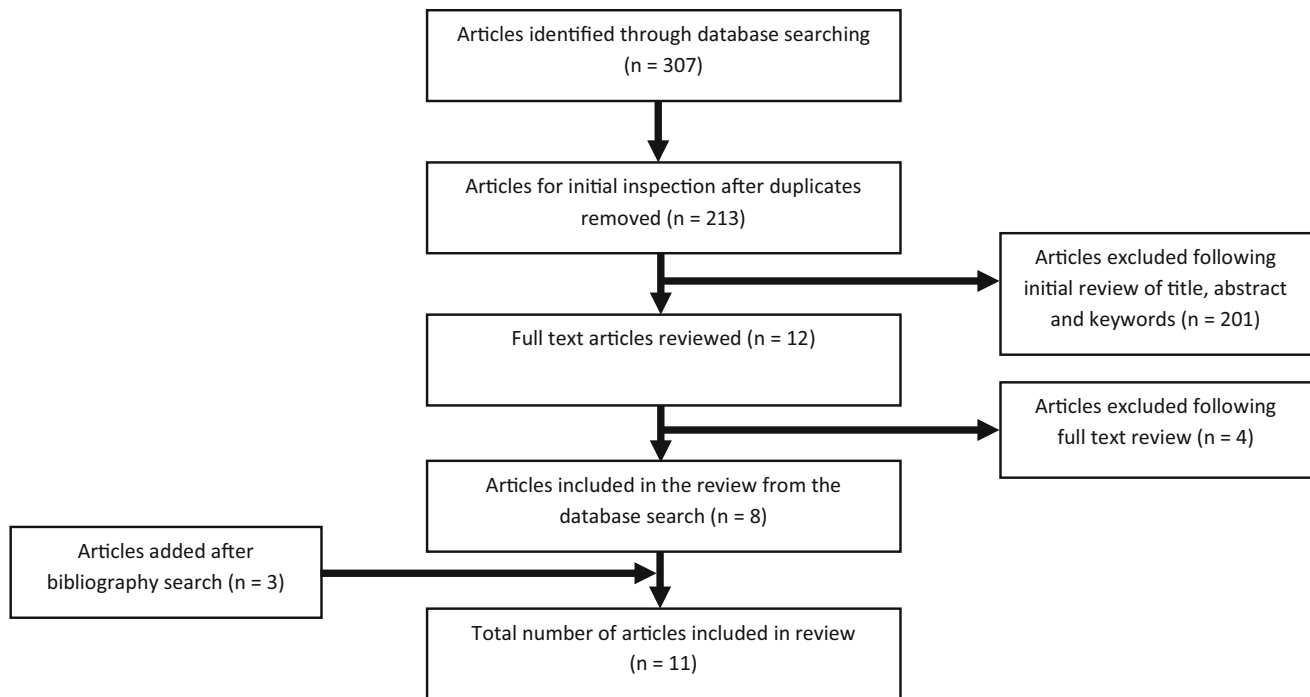 Articles identified through database searching
(n = 307)
Articles for initial inspection after duplicates
removed (n = 213)
Articles excluded following
initial review of title, abstract
and keywords (n = 201)
Full text articles reviewed (n = 12)
Articles excluded following
full text review (n = 4)
Articles included in the review from the
database search (n = 8)
Articles added after
bibliography search (n = 3)
Total number of articles included in review
(n = 11)